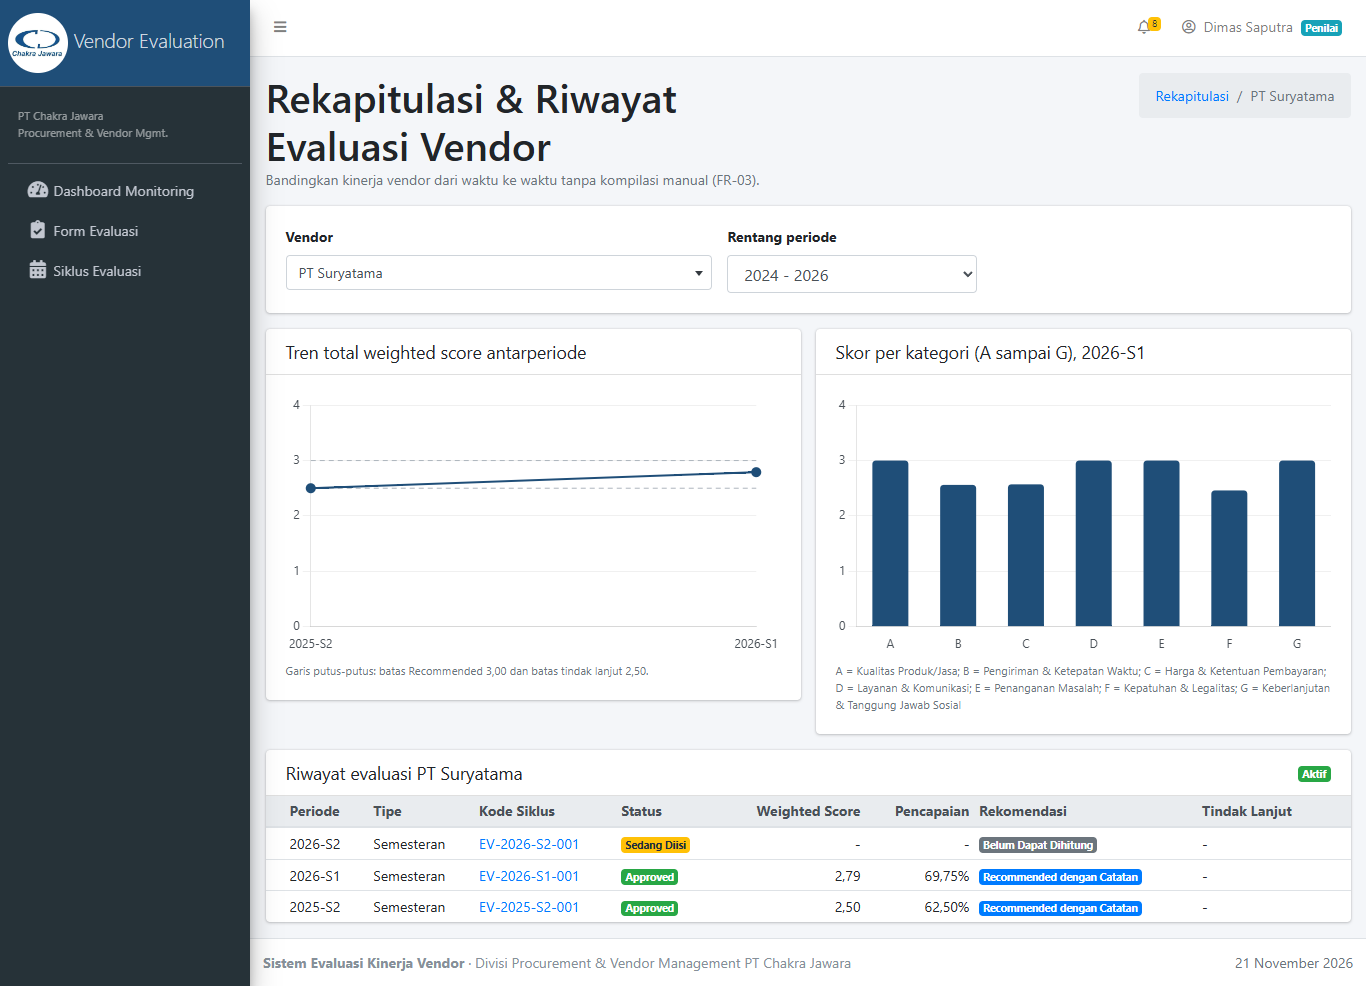 Chakra Jawara
Vendor Evaluation
PT Chakra Jawara
Procurement & Vendor Mgmt.
Dashboard Monitoring
Form Evaluasi
Siklus Evaluasi
8
Dimas Saputra Penilai
Rekapitulasi & Riwayat
Evaluasi Vendor
Rekapitulasi / PT Suryatama
Bandingkan kinerja vendor dari waktu ke waktu tanpa kompilasi manual (FR-03).
Vendor
PT Suryatama
Rentang periode
2024 - 2026
Tren total weighted score antarperiode
4
3
2
1
0
2025-S2 2026-S1
Garis putus-putus: batas Recommended 3,00 dan batas tindak lanjut 2,50.
Skor per kategori (A sampai G), 2026-S1
4
3
2
1
0
A B C D E F G
A = Kualitas Produk/Jasa; B = Pengiriman & Ketepatan Waktu; C = Harga & Ketentuan Pembayaran;
D = Layanan & Komunikasi; E = Penanganan Masalah; F = Kepatuhan & Legalitas; G = Keberlanjutan
& Tanggung Jawab Sosial
Riwayat evaluasi PT Suryatama Aktif
Periode Tipe Kode Siklus Status Weighted Score Pencapaian Rekomendasi Tindak Lanjut
2026-S2 Semesteran EV-2026-S2-001 Sedang Diisi - - Belum Dapat Dihitung -
2026-S1 Semesteran EV-2026-S1-001 Approved 2,79 69,75% Recommended dengan Catatan -
2025-S2 Semesteran EV-2025-S2-001 Approved 2,50 62,50% Recommended dengan Catatan -
Sistem Evaluasi Kinerja Vendor · Divisi Procurement & Vendor Management PT Chakra Jawara
21 November 2026